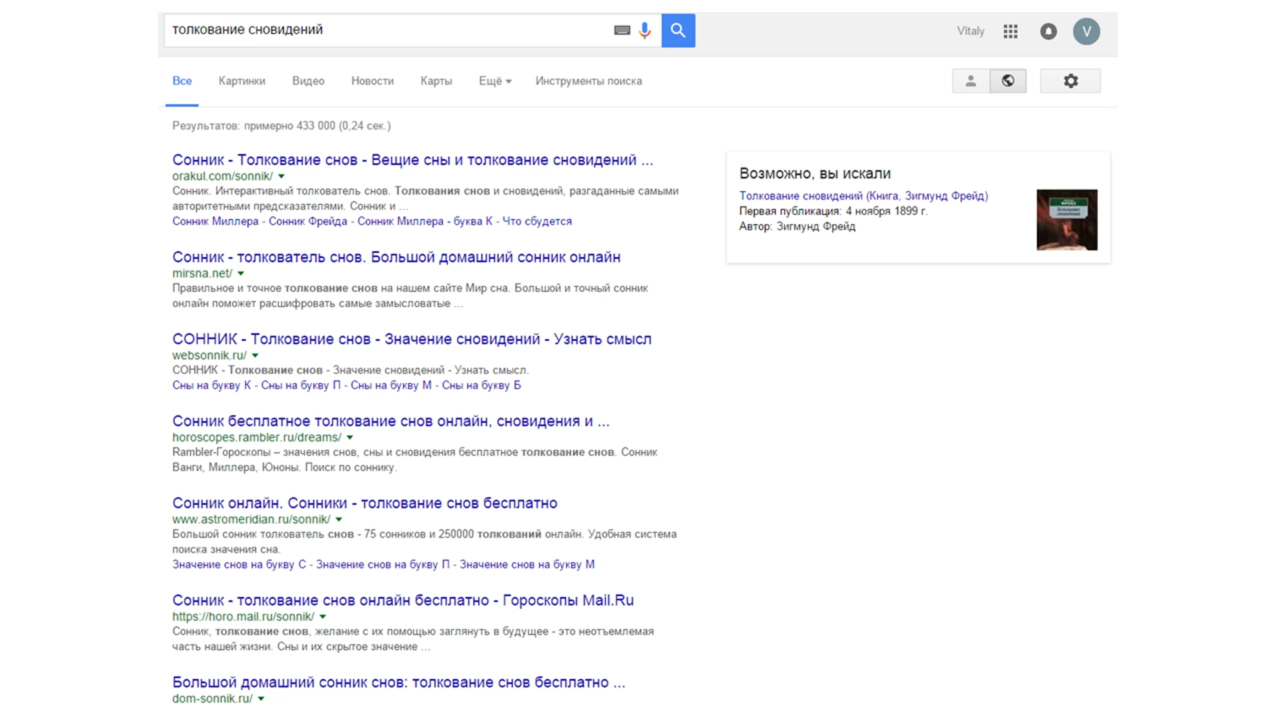 толкование сновидений
Vitaly
V
Все Картинки Видео Новости Карты Ещё Инструменты поиска
Результатов: примерно 433 000 (0,24 сек.)
Сонник - Толкование снов - Вещие сны и толкование сновидений ...
orakul.com/sonnik/
Сонник. Интерактивный толкователь снов. Толкования снов и сновидений, разгаданные самыми
авторитетными предсказателями. Сонник и ...
Сонник Миллера - Сонник Фрейда - Сонник Миллера - буква К - Что сбудется
Сонник - толкователь снов. Большой домашний сонник онлайн
mirsna.net/
Правильное и точное толкование снов на нашем сайте Мир сна. Большой и точный сонник
онлайн поможет расшифровать самые замысловатые ...
СОННИК - Толкование снов - Значение сновидений - Узнать смысл
websonnik.ru/
СОННИК - Толкование снов - Значение сновидений - Узнать смысл.
Сны на букву К - Сны на букву П - Сны на букву М - Сны на букву Б
Сонник бесплатное толкование снов онлайн, сновидения и ...
horoscopes.rambler.ru/dreams/
Rambler-Гороскопы – значения снов, сны и сновидения бесплатное толкование снов. Сонник
Ванги, Миллера, Юноны. Поиск по соннику.
Сонник онлайн. Сонники - толкование снов бесплатно
www.astromeridian.ru/sonnik/
Большой сонник толкователь снов - 75 сонников и 250000 толкований онлайн. Удобная система
поиска значения сна.
Значение снов на букву С - Значение снов на букву П - Значение снов на букву М
Сонник - толкование снов онлайн бесплатно - Гороскопы Mail.Ru
https://horo.mail.ru/sonnik/
Сонник, толкование снов, желание с их помощью заглянуть в будущее - это неотъемлемая
часть нашей жизни. Сны и их скрытое значение ...
Большой домашний сонник снов: толкование снов бесплатно ...
dom-sonnik.ru/
Возможно, вы искали
Толкование сновидений (Книга, Зигмунд Фрейд)
Первая публикация: 4 ноября 1899 г.
Автор: Зигмунд Фрейд